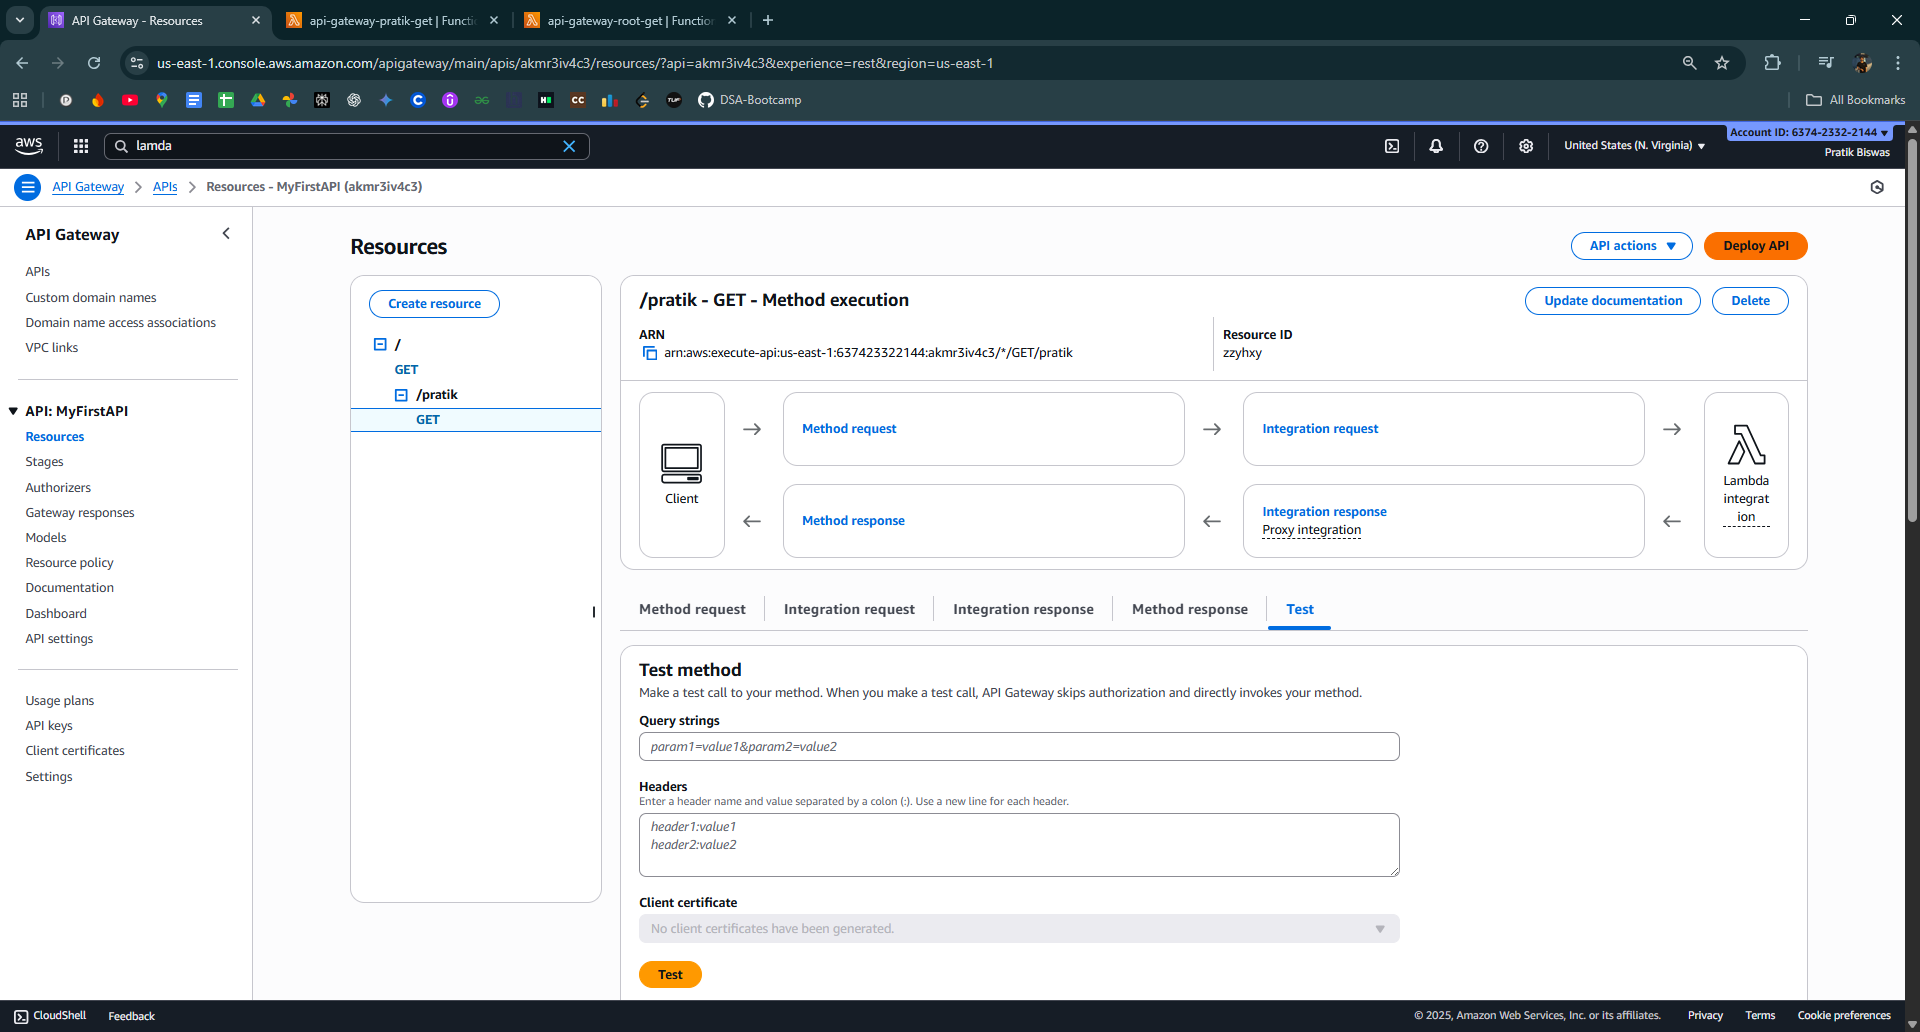 API Gateway - Resources
api-gateway-pratik-get | Functio
api-gateway-root-get | Function
us-east-1.console.aws.amazon.com/apigateway/main/apis/akmr3iv4c3/resources/?api=akmr3iv4c3&experience=rest&region=us-east-1
DSA-Bootcamp
All Bookmarks
aws
lamda
United States (N. Virginia)
Account ID: 6374-2332-2144
Pratik Biswas
API Gateway
APIs
Resources - MyFirstAPI (akmr3iv4c3)
API Gateway
APIs
Custom domain names
Domain name access associations
VPC links
API: MyFirstAPI
Resources
Stages
Authorizers
Gateway responses
Models
Resource policy
Documentation
Dashboard
API settings
Usage plans
API keys
Client certificates
Settings
Resources
API actions
Deploy API
Create resource
/
GET
/pratik
GET
/pratik - GET - Method execution
Update documentation
Delete
ARN
arn:aws:execute-api:us-east-1:637423322144:akmr3iv4c3/*/GET/pratik
Resource ID
zzyhxy
Client
Method request
Integration request
Method response
Integration response
Proxy integration
Lambda
integrat
ion
Method request
Integration request
Integration response
Method response
Test
Test method
Make a test call to your method. When you make a test call, API Gateway skips authorization and directly invokes your method.
Query strings
param1=value1&param2=value2
Headers
Enter a header name and value separated by a colon (:). Use a new line for each header.
header1:value1
header2:value2
Client certificate
No client certificates have been generated.
Test
CloudShell
Feedback
© 2025, Amazon Web Services, Inc. or its affiliates.
Privacy
Terms
Cookie preferences